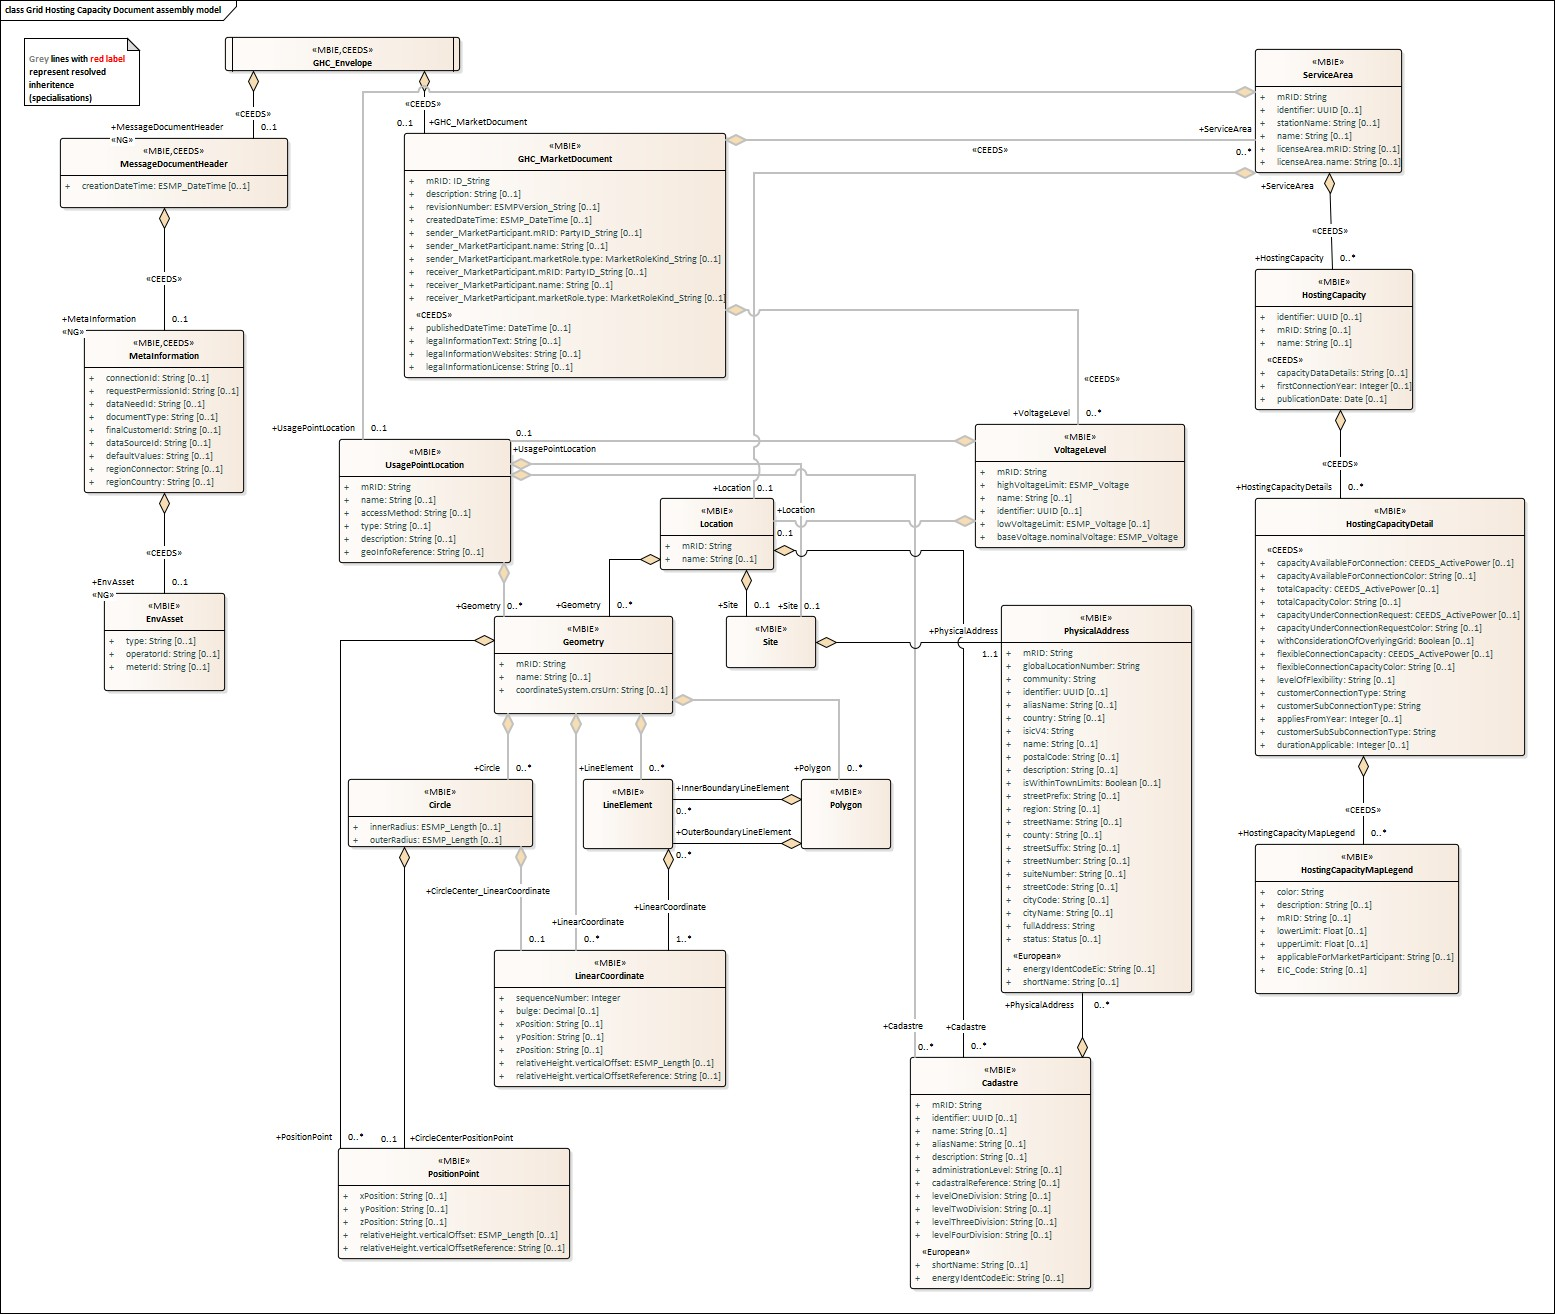 class Grid Hosting Capacity Document assembly model
Grey lines with red label
represent resolved
inheritence
(specialisations)
«MBIE,CEEDS»
GHC_Envelope
«CEEDS»
+MessageDocumentHeader
0..1
«NG»
«MBIE,CEEDS»
MessageDocumentHeader
+ creationDateTime: ESMP_DateTime [0..1]
«CEEDS»
+MetaInformation
0..1
«NG»
«MBIE,CEEDS»
MetaInformation
+ connectionId: String [0..1]
+ requestPermissionId: String [0..1]
+ dataNeedId: String [0..1]
+ documentType: String [0..1]
+ finalCustomerId: String [0..1]
+ dataSourceId: String [0..1]
+ defaultValues: String [0..1]
+ regionConnector: String [0..1]
+ regionCountry: String [0..1]
«CEEDS»
+EnvAsset
0..1
«NG»
«MBIE»
EnvAsset
+ type: String [0..1]
+ operatorId: String [0..1]
+ meterId: String [0..1]
«CEEDS»
0..1
+GHC_MarketDocument
«MBIE»
GHC_MarketDocument
+ mRID: ID_String
+ description: String [0..1]
+ revisionNumber: ESMPVersion_String [0..1]
+ createdDateTime: ESMP_DateTime [0..1]
+ sender_MarketParticipant.mRID: PartyID_String [0..1]
+ sender_MarketParticipant.name: String [0..1]
+ sender_MarketParticipant.marketRole.type: MarketRoleKind_String [0..1]
+ receiver_MarketParticipant.mRID: PartyID_String [0..1]
+ receiver_MarketParticipant.name: String [0..1]
+ receiver_MarketParticipant.marketRole.type: MarketRoleKind_String [0..1]
«CEEDS»
+ publishedDateTime: DateTime [0..1]
+ legalInformationText: String [0..1]
+ legalInformationWebsites: String [0..1]
+ legalInformationLicense: String [0..1]
«CEEDS»
+ServiceArea
0..*
«MBIE»
ServiceArea
+ mRID: String
+ identifier: UUID [0..1]
+ stationName: String [0..1]
+ name: String [0..1]
+ licenseArea.mRID: String [0..1]
+ licenseArea.name: String [0..1]
+ServiceArea
«CEEDS»
+HostingCapacity
0..*
«MBIE»
HostingCapacity
+ identifier: UUID [0..1]
+ mRID: String [0..1]
+ name: String [0..1]
«CEEDS»
+ capacityDataDetails: String [0..1]
+ firstConnectionYear: Integer [0..1]
+ publicationDate: Date [0..1]
«CEEDS»
+HostingCapacityDetails
0..*
«MBIE»
HostingCapacityDetail
«CEEDS»
+ capacityAvailableForConnection: CEEDS_ActivePower [0..1]
+ capacityAvailableForConnectionColor: String [0..1]
+ totalCapacity: CEEDS_ActivePower [0..1]
+ totalCapacityColor: String [0..1]
+ capacityUnderConnectionRequest: CEEDS_ActivePower [0..1]
+ capacityUnderConnectionRequestColor: String [0..1]
+ withConsiderationOfOverlyingGrid: Boolean [0..1]
+ flexibleConnectionCapacity: CEEDS_ActivePower [0..1]
+ flexibleConnectionCapacityColor: String [0..1]
+ levelOfFlexibility: String [0..1]
+ customerConnectionType: String
+ customerSubConnectionType: String
+ appliesFromYear: Integer [0..1]
+ customerSubSubConnectionType: String
+ durationApplicable: Integer [0..1]
«CEEDS»
+HostingCapacityMapLegend
0..*
«MBIE»
HostingCapacityMapLegend
+ color: String
+ description: String [0..1]
+ mRID: String [0..1]
+ lowerLimit: Float [0..1]
+ upperLimit: Float [0..1]
+ applicableForMarketParticipant: String [0..1]
+ EIC_Code: String [0..1]
«CEEDS»
+VoltageLevel
0..*
«MBIE»
VoltageLevel
+ mRID: String
+ highVoltageLimit: ESMP_Voltage
+ name: String [0..1]
+ identifier: UUID [0..1]
+ lowVoltageLimit: ESMP_Voltage [0..1]
+ baseVoltage.nominalVoltage: ESMP_Voltage
+UsagePointLocation
0..1
0..1
+UsagePointLocation
«MBIE»
UsagePointLocation
+ mRID: String
+ name: String [0..1]
+ accessMethod: String [0..1]
+ type: String [0..1]
+ description: String [0..1]
+ geoInfoReference: String [0..1]
+Location
0..1
+Location
0..1
«MBIE»
Location
+ mRID: String
+ name: String [0..1]
+Geometry
0..*
+Geometry
0..*
«MBIE»
Geometry
+ mRID: String
+ name: String [0..1]
+ coordinateSystem.crsUrn: String [0..1]
+Site
0..1
+Site
0..1
«MBIE»
Site
+PhysicalAddress
1..1
«MBIE»
PhysicalAddress
+ mRID: String
+ globalLocationNumber: String
+ community: String
+ identifier: UUID [0..1]
+ aliasName: String [0..1]
+ country: String [0..1]
+ isicV4: String
+ name: String [0..1]
+ postalCode: String [0..1]
+ description: String [0..1]
+ isWithinTownLimits: Boolean [0..1]
+ streetPrefix: String [0..1]
+ region: String [0..1]
+ streetName: String [0..1]
+ county: String [0..1]
+ streetSuffix: String [0..1]
+ streetNumber: String [0..1]
+ suiteNumber: String [0..1]
+ streetCode: String [0..1]
+ cityCode: String [0..1]
+ cityName: String [0..1]
+ fullAddress: String
+ status: Status [0..1]
«European»
+ energyIdentCodeEic: String [0..1]
+ shortName: String [0..1]
+PhysicalAddress
0..*
+Circle
0..*
«MBIE»
Circle
+ innerRadius: ESMP_Length [0..1]
+ outerRadius: ESMP_Length [0..1]
+LineElement
0..*
«MBIE»
LineElement
+InnerBoundaryLineElement
0..*
+OuterBoundaryLineElement
0..*
+Polygon
0..*
«MBIE»
Polygon
+CircleCenter_LinearCoordinate
0..1
+LinearCoordinate
0..*
+LinearCoordinate
1..*
«MBIE»
LinearCoordinate
+ sequenceNumber: Integer
+ bulge: Decimal [0..1]
+ xPosition: String [0..1]
+ yPosition: String [0..1]
+ zPosition: String [0..1]
+ relativeHeight.verticalOffset: ESMP_Length [0..1]
+ relativeHeight.verticalOffsetReference: String [0..1]
+PositionPoint
0..*
0..1
+CircleCenterPositionPoint
«MBIE»
PositionPoint
+ xPosition: String [0..1]
+ yPosition: String [0..1]
+ zPosition: String [0..1]
+ relativeHeight.verticalOffset: ESMP_Length [0..1]
+ relativeHeight.verticalOffsetReference: String [0..1]
+Cadastre
0..*
+Cadastre
0..*
«MBIE»
Cadastre
+ mRID: String
+ identifier: UUID [0..1]
+ name: String [0..1]
+ aliasName: String [0..1]
+ description: String [0..1]
+ administrationLevel: String [0..1]
+ cadastralReference: String [0..1]
+ levelOneDivision: String [0..1]
+ levelTwoDivision: String [0..1]
+ levelThreeDivision: String [0..1]
+ levelFourDivision: String [0..1]
«European»
+ shortName: String [0..1]
+ energyIdentCodeEic: String [0..1]